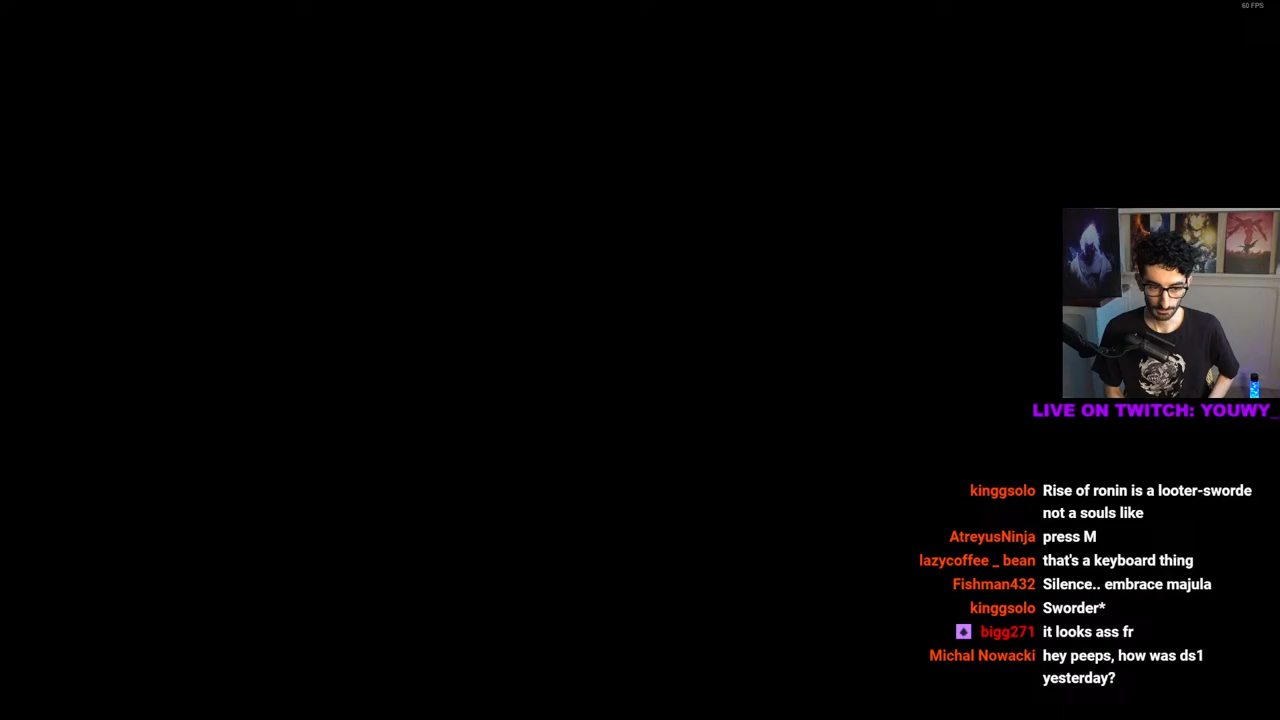 60 FPS
LIVE ON TWITCH: YOUWY_
kinggsolo Rise of ronin is a looter-sworde
not a souls like
AtreyusNinja press M
lazycoffee _ bean that's a keyboard thing
Fishman432 Silence.. embrace majula
kinggsolo Sworder*
bigg271 it looks ass fr
Michal Nowacki hey peeps, how was ds1
yesterday?